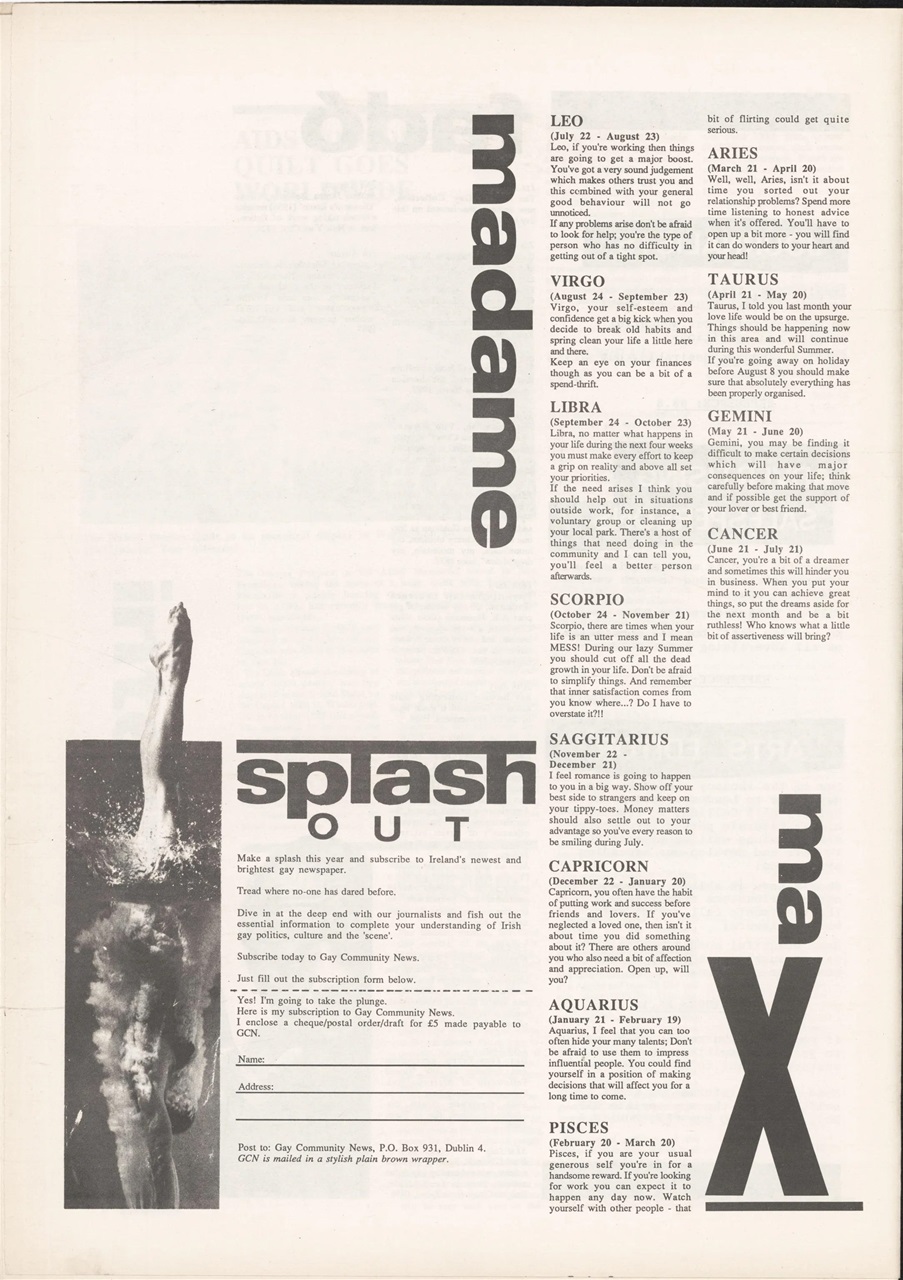 madame
maX
LEO
(July 22 - August 23)
Leo, if you're working then things
are going to get a major boost.
You've got a very sound judgement
which makes others trust you and
this combined with your general
good behaviour will not go
unnoticed.
If any problems arise don't be afraid
to look for help; you're the type of
person who has no difficulty in
getting out of a tight spot.
VIRGO
(August 24 - September 23)
Virgo, your self-esteem and
confidence get a big kick when you
decide to break old habits and
spring clean your life a little here
and there.
Keep an eye on your finances
though as you can be a bit of a
spend-thrift.
LIBRA
(September 24 - October 23)
Libra, no matter what happens in
your life during the next four weeks
you must make every effort to keep
a grip on reality and above all set
your priorities.
If the need arises I think you
should help out in situations
outside work, for instance, a
voluntary group or cleaning up
your local park. There's a host of
things that need doing in the
community and I can tell you,
you'll feel a better person
afterwards.
SCORPIO
(October 24 - November 21)
Scorpio, there are times when your
life is an utter mess and I mean
MESS! During our lazy Summer
you should cut off all the dead
growth in your life. Don't be afraid
to simplify things. And remember
that inner satisfaction comes from
you know where...? Do I have to
overstate it?!!
SAGGITARIUS
(November 22 -
December 21)
I feel romance is going to happen
to you in a big way. Show off your
best side to strangers and keep on
your tippy-toes. Money matters
should also settle out to your
advantage so you've every reason to
be smiling during July.
CAPRICORN
(December 22 - January 20)
Capricorn, you often have the habit
of putting work and success before
friends and lovers. If you've
neglected a loved one, then isn't it
about time you did something
about it? There are others around
you who also need a bit of affection
and appreciation. Open up, will
you?
AQUARIUS
(January 21 - February 19)
Aquarius, I feel that you can too
often hide your many talents; Don't
be afraid to use them to impress
influential people. You could find
yourself in a position of making
decisions that will affect you for a
long time to come.
PISCES
(February 20 - March 20)
Pisces, if you are your usual
generous self you're in for a
handsome reward. If you're looking
for work you can expect it to
happen any day now. Watch
yourself with other people - that
bit of flirting could get quite
serious.
ARIES
(March 21 - April 20)
Well, well, Aries, isn't it about
time you sorted out your
relationship problems? Spend more
time listening to honest advice
when it's offered. You'll have to
open up a bit more - you will find
it can do wonders to your heart and
your head!
TAURUS
(April 21 - May 20)
Taurus, I told you last month your
love life would be on the upsurge.
Things should be happening now
in this area and will continue
during this wonderful Summer.
If you're going away on holiday
before August 8 you should make
sure that absolutely everything has
been properly organised.
GEMINI
(May 21 - June 20)
Gemini, you may be finding it
difficult to make certain decisions
which will have major
consequences on your life; think
carefully before making that move
and if possible get the support of
your lover or best friend.
CANCER
(June 21 - July 21)
Cancer, you're a bit of a dreamer
and sometimes this will hinder you
in business. When you put your
mind to it you can achieve great
things, so put the dreams aside for
the next month and be a bit
ruthless! Who knows what a little
bit of assertiveness will bring?
splash
OUT
Make a splash this year and subscribe to Ireland's newest and
brightest gay newspaper.
Tread where no-one has dared before.
Dive in at the deep end with our journalists and fish out the
essential information to complete your understanding of Irish
gay politics, culture and the 'scene'.
Subscribe today to Gay Community News.
Just fill out the subscription form below.
Yes! I'm going to take the plunge.
Here is my subscription to Gay Community News.
I enclose a cheque/postal order/draft for £5 made payable to
GCN.
Name:
Address:
Post to: Gay Community News, P.O. Box 931, Dublin 4.
GCN is mailed in a stylish plain brown wrapper.